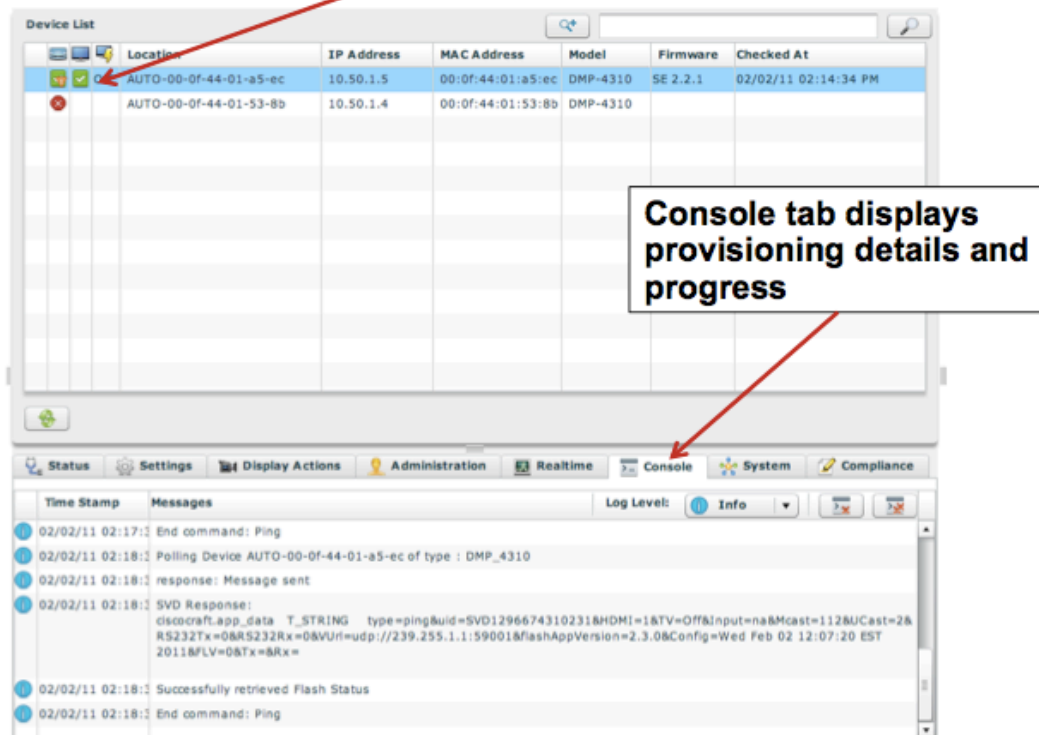 Device List
Location IP Address MAC Address Model Firmware Checked At
AUTO-00-0f-44-01-a5-ec 10.50.1.5 00:0f:44:01:a5:ec DMP-4310 SE 2.2.1 02/02/11 02:14:34 PM
AUTO-00-0f-44-01-53-8b 10.50.1.4 00:0f:44:01:53:8b DMP-4310
Console tab displays
provisioning details and
progress
Status Settings Display Actions Administration Realtime Console System Compliance
Time Stamp Messages Log Level: Info
02/02/11 02:17:3 End command: Ping
02/02/11 02:18:3 Polling Device AUTO-00-0f-44-01-a5-ec of type : DMP_4310
02/02/11 02:18:3 response: Message sent
02/02/11 02:18:3 SVD Response:
ciscocraft.app_data T_STRING type=ping&uid=SVD1296674310231&HDMI=1&TV=Off&Input=na&Mcast=112&UCast=2&
RS232Tx=0&RS232Rx=0&VUrl=udp://239.255.1.1:59001&flashAppVersion=2.3.0&Config=Wed Feb 02 12:07:20 EST
2011&FLV=0&Tx=&Rx=
02/02/11 02:18:3 Successfully retrieved Flash Status
02/02/11 02:18:3 End command: Ping